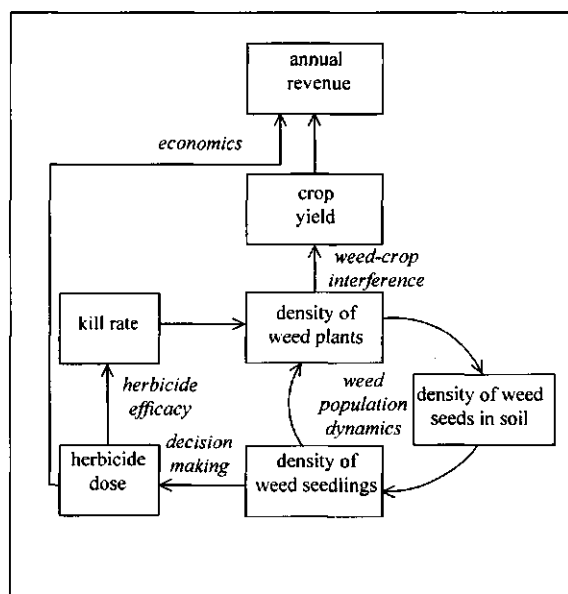 annual
revenue
economics
crop
yield
weed-crop
interference
kill rate
density of
weed plants
herbicide
efficacy
weed
population
dynamics
density of weed
seeds in soil
decision
making
herbicide
dose
density of
weed seedlings